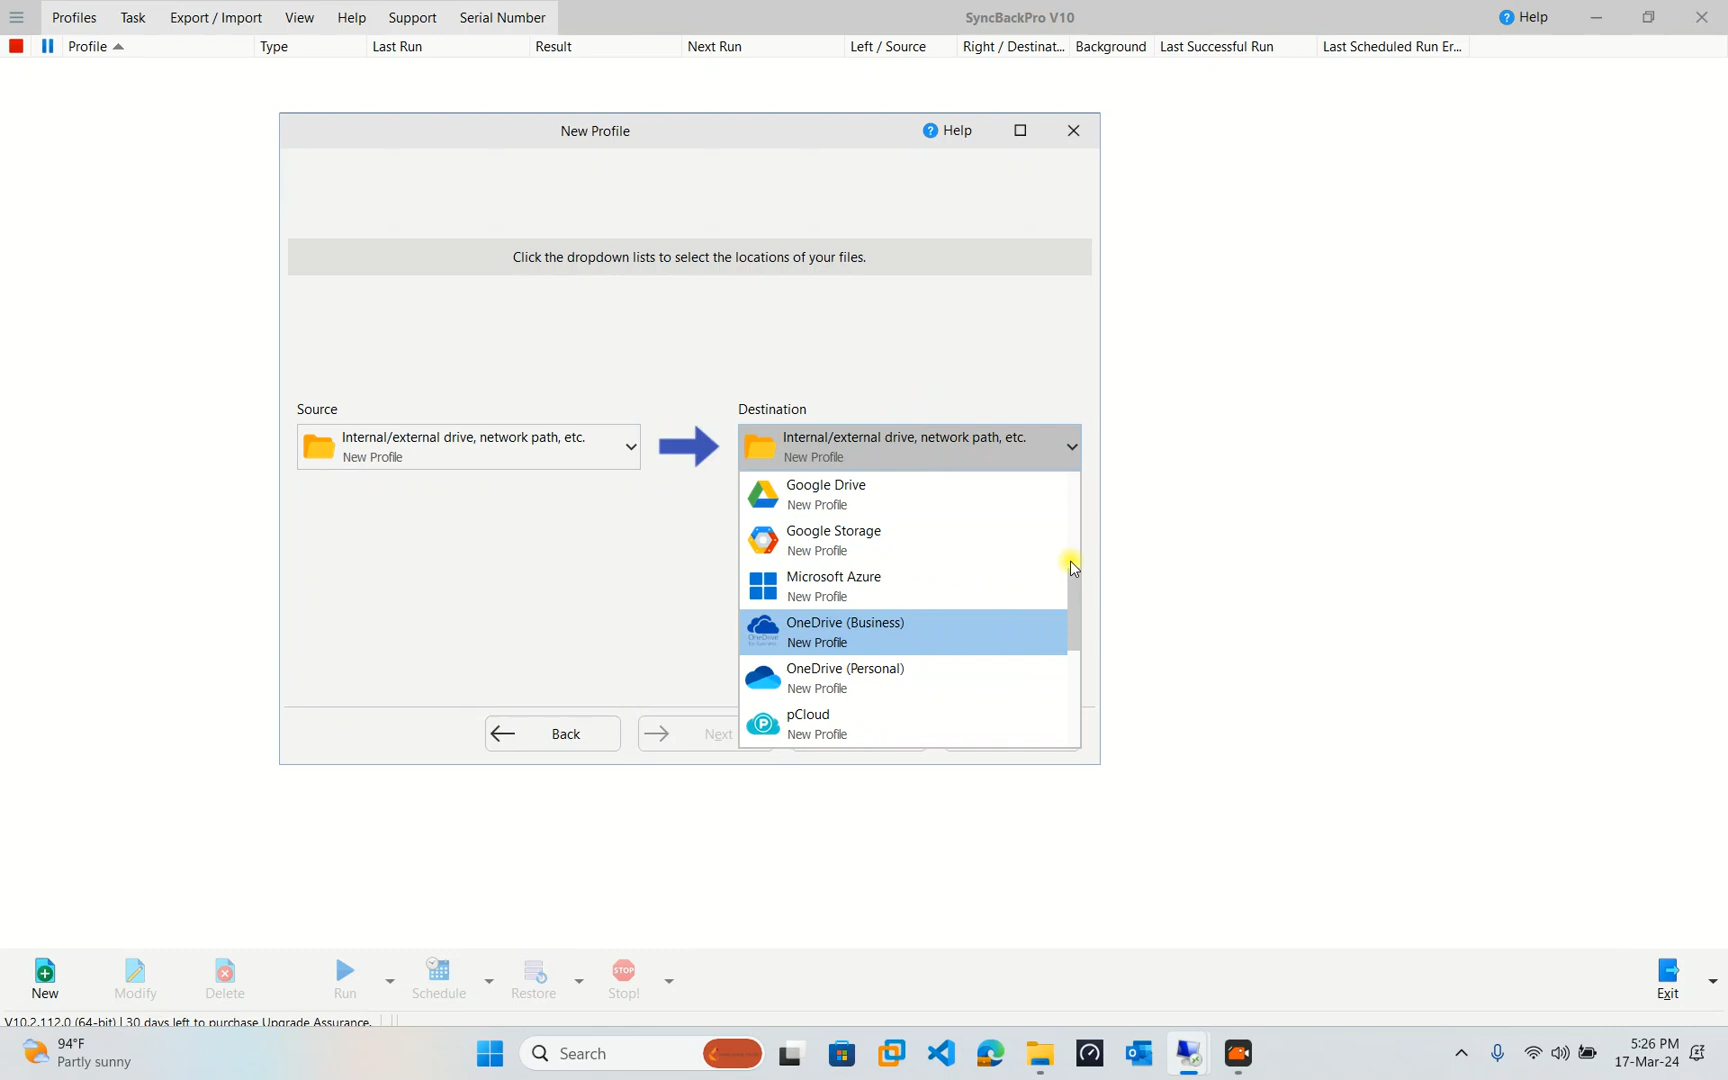 Profiles Task Export / Import View Help Support Serial Number SyncBackPro V10 Help
Profile Type Last Run Result Next Run Left / Source Right / Destinat... Background Last Successful Run Last Scheduled Run Er...
New Profile Help
Click the dropdown lists to select the locations of your files.
Source Destination
Internal/external drive, network path, etc.
New Profile
Internal/external drive, network path, etc.
New Profile
Google Drive
New Profile
Google Storage
New Profile
Microsoft Azure
New Profile
OneDrive (Business)
New Profile
OneDrive (Personal)
New Profile
pCloud
New Profile
Back Next
New Modify Delete Run Schedule Restore Stop! Exit
V10.2.112.0 (64-bit) | 30 days left to purchase Upgrade Assurance.
94°F
Partly sunny
Search
5:26 PM
17-Mar-24